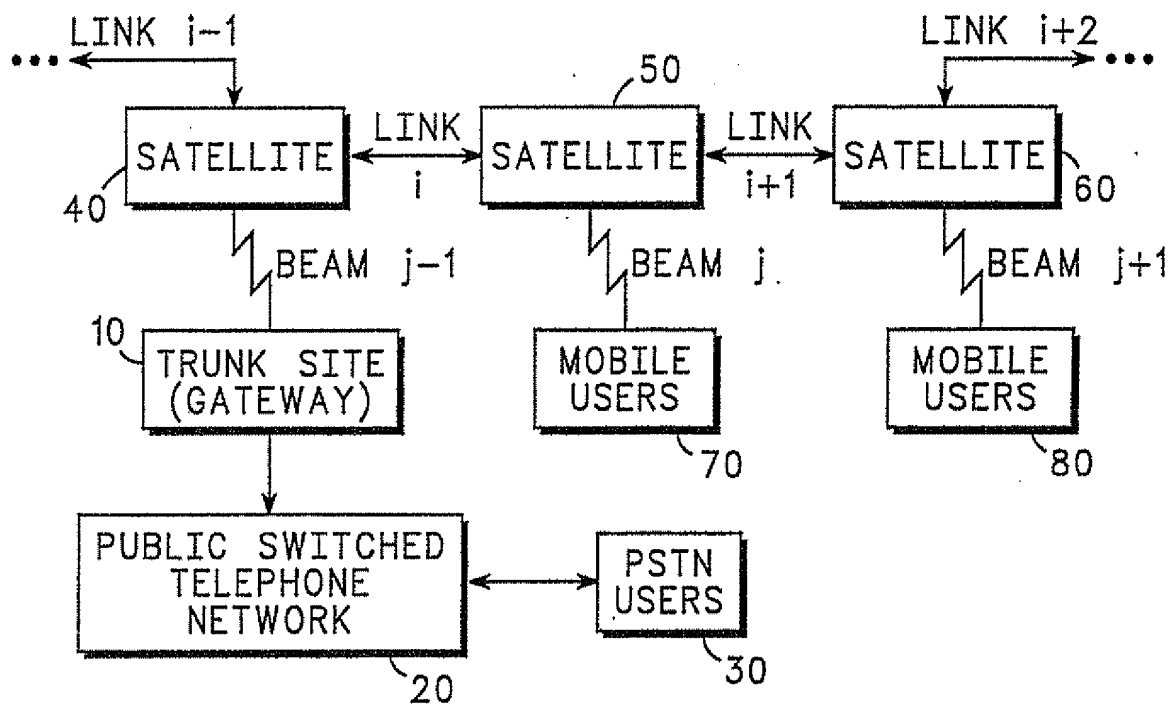 LINK i-1
LINK i+2
50
SATELLITE
LINK
i
SATELLITE
LINK
i+1
SATELLITE
40
60
BEAM j-1
BEAM j
BEAM j+1
10
TRUNK SITE
(GATEWAY)
MOBILE
USERS
MOBILE
USERS
70
80
PUBLIC SWITCHED
TELEPHONE
NETWORK
PSTN
USERS
20
30